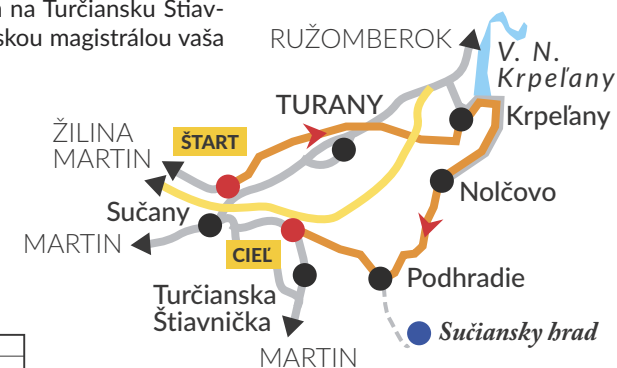 na Turčiansku Štiav-
skou magistrálou vaša
RUŽOMBEROK
V. N.
Krpeľany
TURANY
Krpeľany
ŽILINA
MARTIN
ŠTART
Nolčovo
Sučany
MARTIN
CIEĽ
Podhradie
Turčianska
Štiavnička
Sučiansky hrad
MARTIN